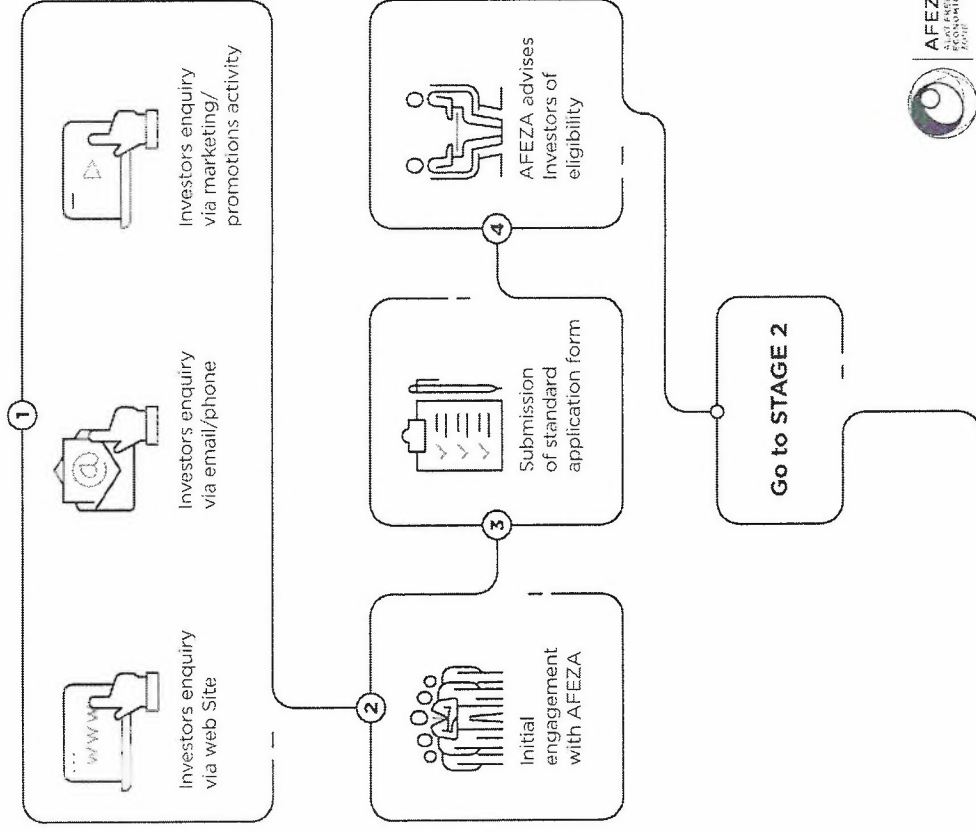 1
www
@
Investors enquiry
via web Site
Investors enquiry
via email/phone
Investors enquiry
via marketing/
promotions activity
2
Initial
engagement
with AFEZA
3
Submission
of standard
application form
4
AFEZA advises
Investors of
eligibility
Go to STAGE 2